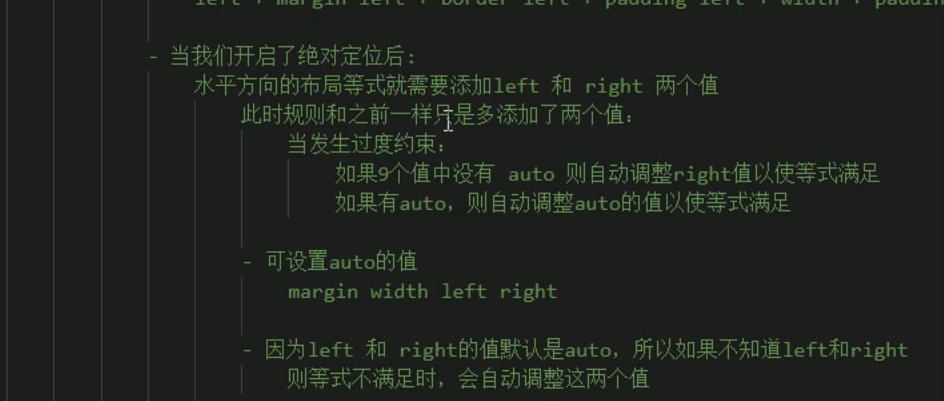 left + margin-left + border-left + padding-left + width + paddin
- 当我们开启了绝对定位后:
水平方向的布局等式就需要添加left 和 right 两个值
此时规则和之前一样只是多添加了两个值:
当发生过度约束:
如果9个值中没有 auto 则自动调整right值以使等式满足
如果有auto，则自动调整auto的值以使等式满足
- 可设置auto的值
margin width left right
- 因为left 和 right的值默认是auto，所以如果不知道left和right
则等式不满足时，会自动调整这两个值